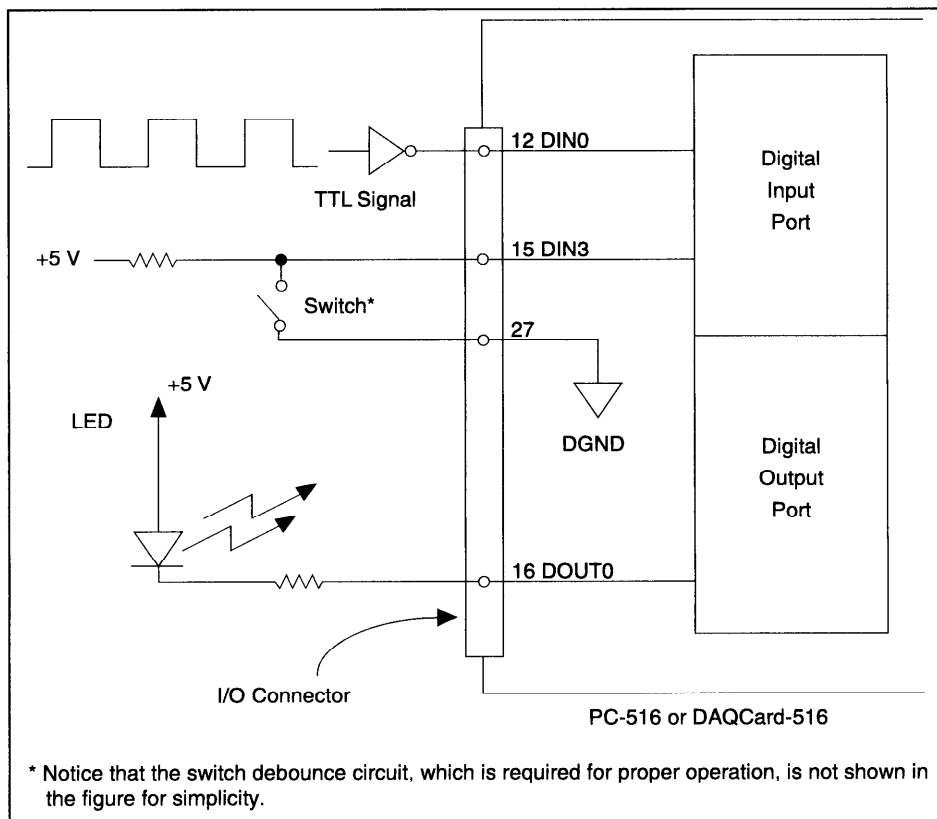 12 DIN0
TTL Signal
Digital
Input
Port
+5 V
15 DIN3
Switch*
27
DGND
+5 V
LED
Digital
Output
Port
16 DOUT0
I/O Connector
PC-516 or DAQCard-516
* Notice that the switch debounce circuit, which is required for proper operation, is not shown in
the figure for simplicity.